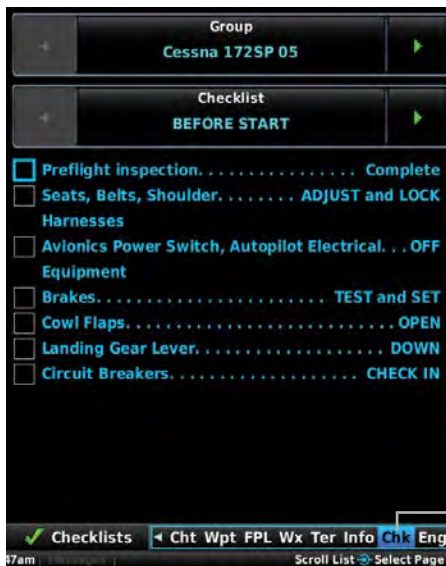 Group
Cessna 172SP 05
Checklist
BEFORE START
Preflight inspection. . . . . . . . . . . . . . . . Complete
Seats, Belts, Shoulder. . . . . . . . ADJUST and LOCK
Harnesses
Avionics Power Switch, Autopilot Electrical. . . OFF
Equipment
Brakes. . . . . . . . . . . . . . . . . . . . . . TEST and SET
Cowl Flaps. . . . . . . . . . . . . . . . . . . . . . . . . . OPEN
Landing Gear Lever. . . . . . . . . . . . . . . . . . DOWN
Circuit Breakers. . . . . . . . . . . . . . . . . CHECK IN
Checklists Cht Wpt FPL Wx Ter Info Chk Eng
47am Scroll List Select Page